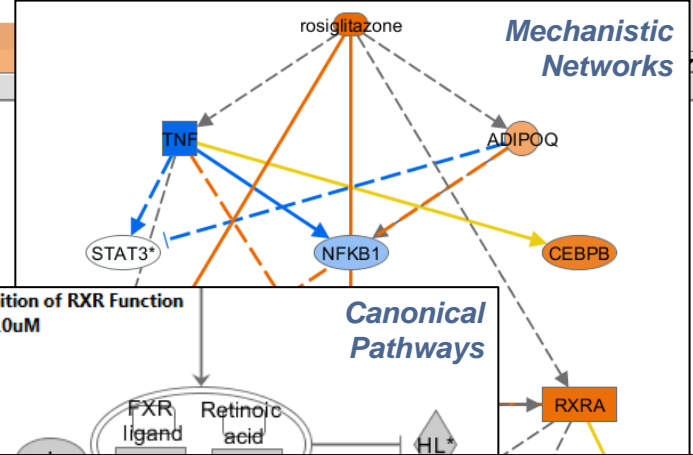 rosiglitazone
Mechanistic
Networks
TNF
ADIPOQ
STAT3*
NFKB1
CEBPB
ition of RXR Function
.0uM
Canonical
Pathways
RXRA
FXR
ligand
Retinoic
acid
HL*